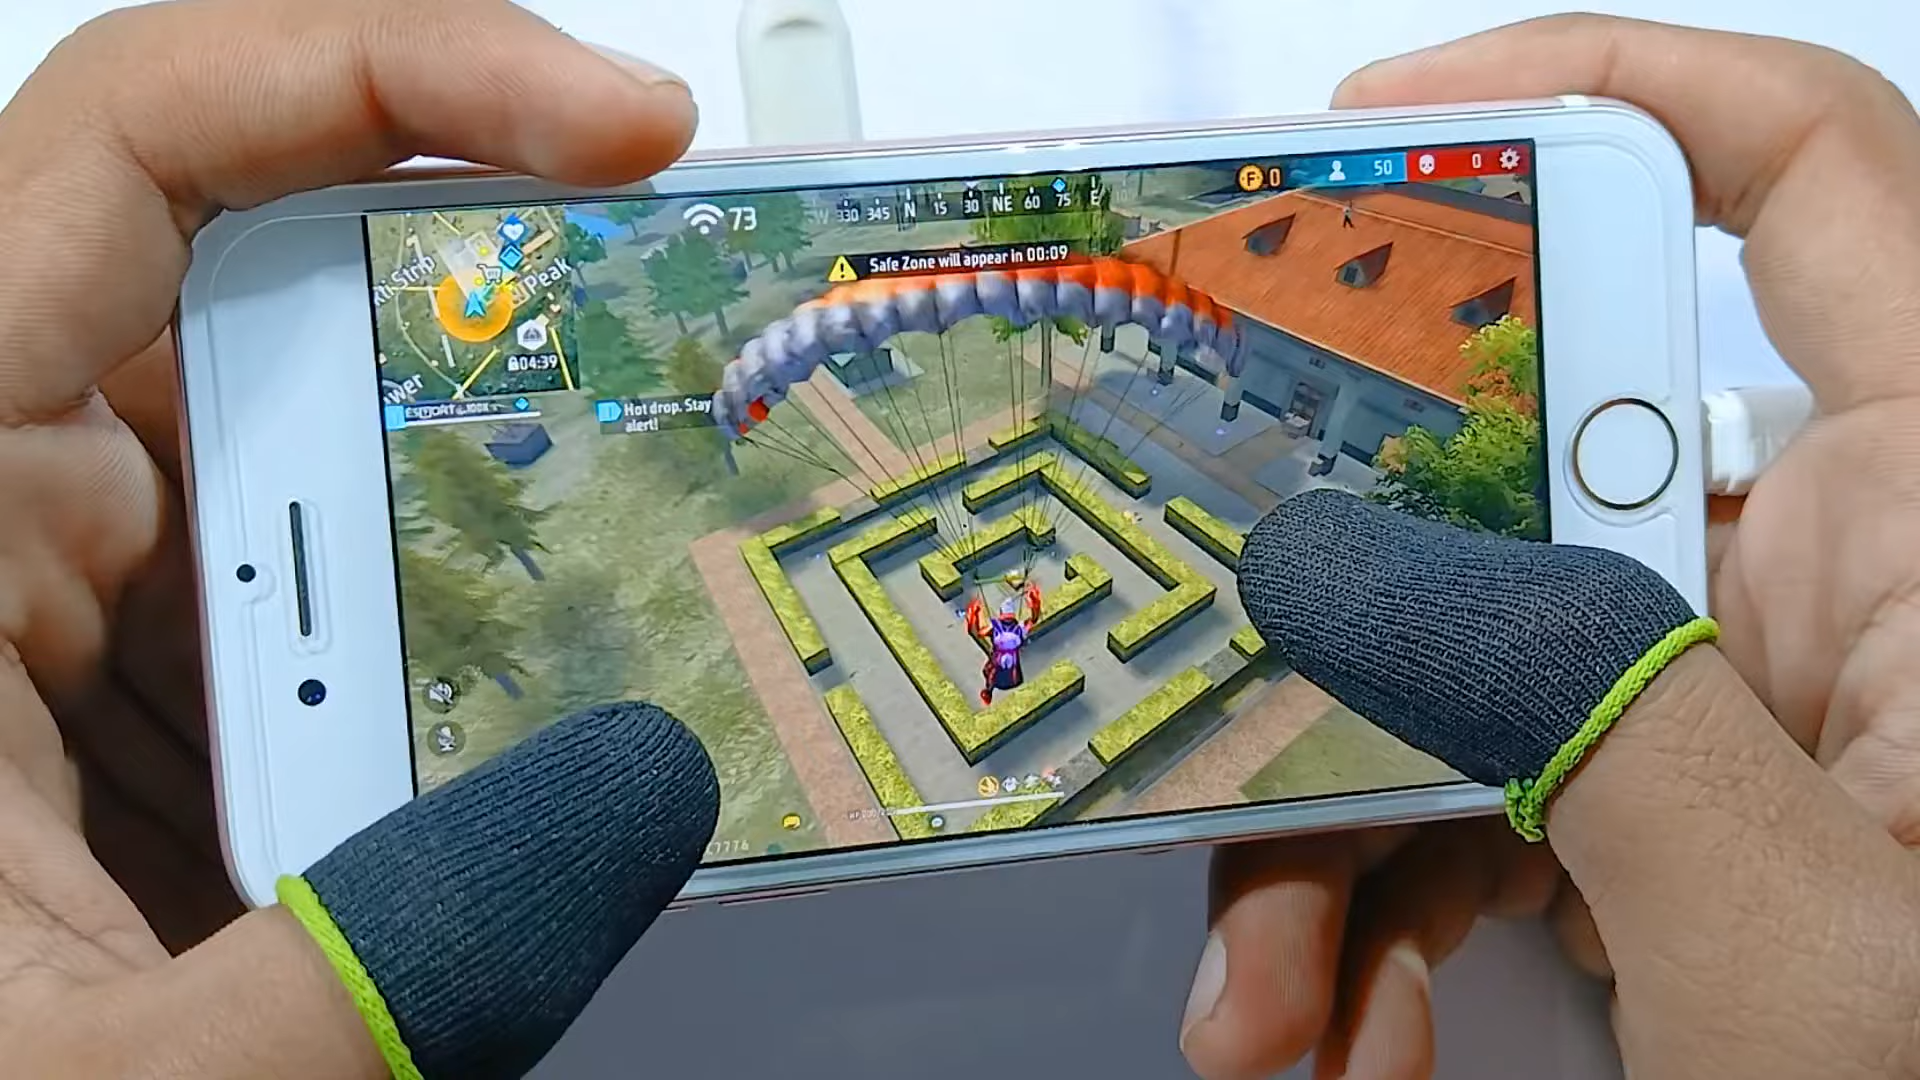 73
330 345 N 15 30 NE 60 75 E
0
50
0
Safe Zone will appear in 00:09
Peak
04:39
Hot drop. Stay
alert!